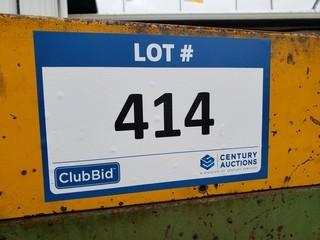 LOT #
414
ClubBid
CENTURY
AUCTIONS